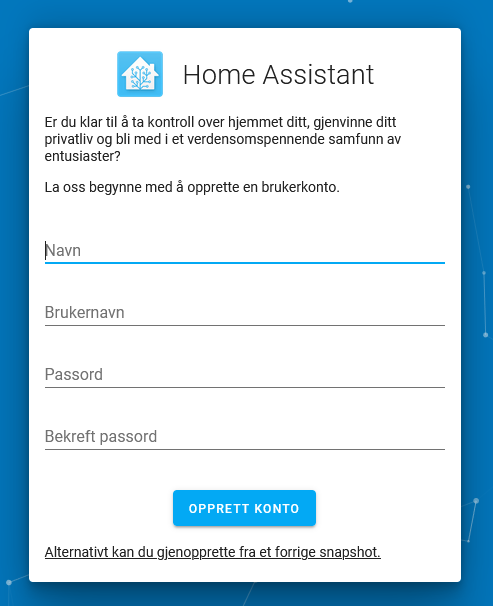 Home Assistant
Er du klar til å ta kontroll over hjemmet ditt, gjenvinne ditt
privatliv og bli med i et verdensomspennende samfunn av
entusiaster?
La oss begynne med å opprette en brukerkonto.
Navn
Brukernavn
Passord
Bekreft passord
OPPRETT KONTO
Alternativt kan du gjenopprette fra et forrige snapshot.